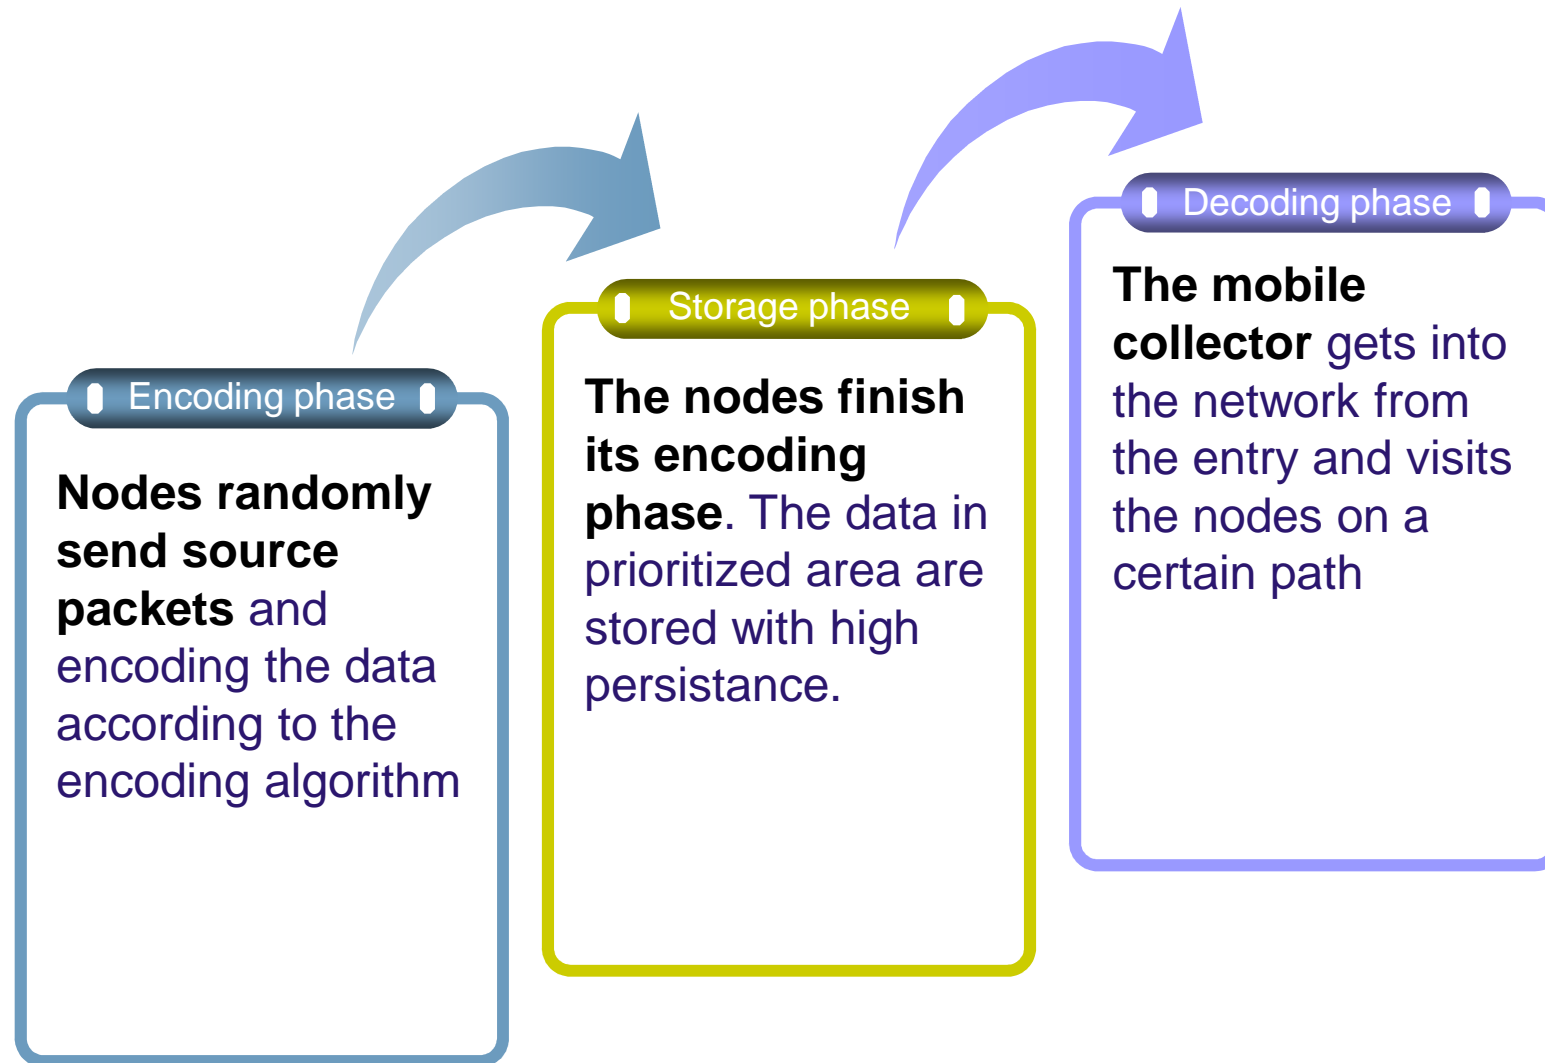 Encoding phase
Nodes randomly
send source
packets and
encoding the data
according to the
encoding algorithm
Storage phase
The nodes finish
its encoding
phase. The data in
prioritized area are
stored with high
persistance.
Decoding phase
The mobile
collector gets into
the network from
the entry and visits
the nodes on a
certain path